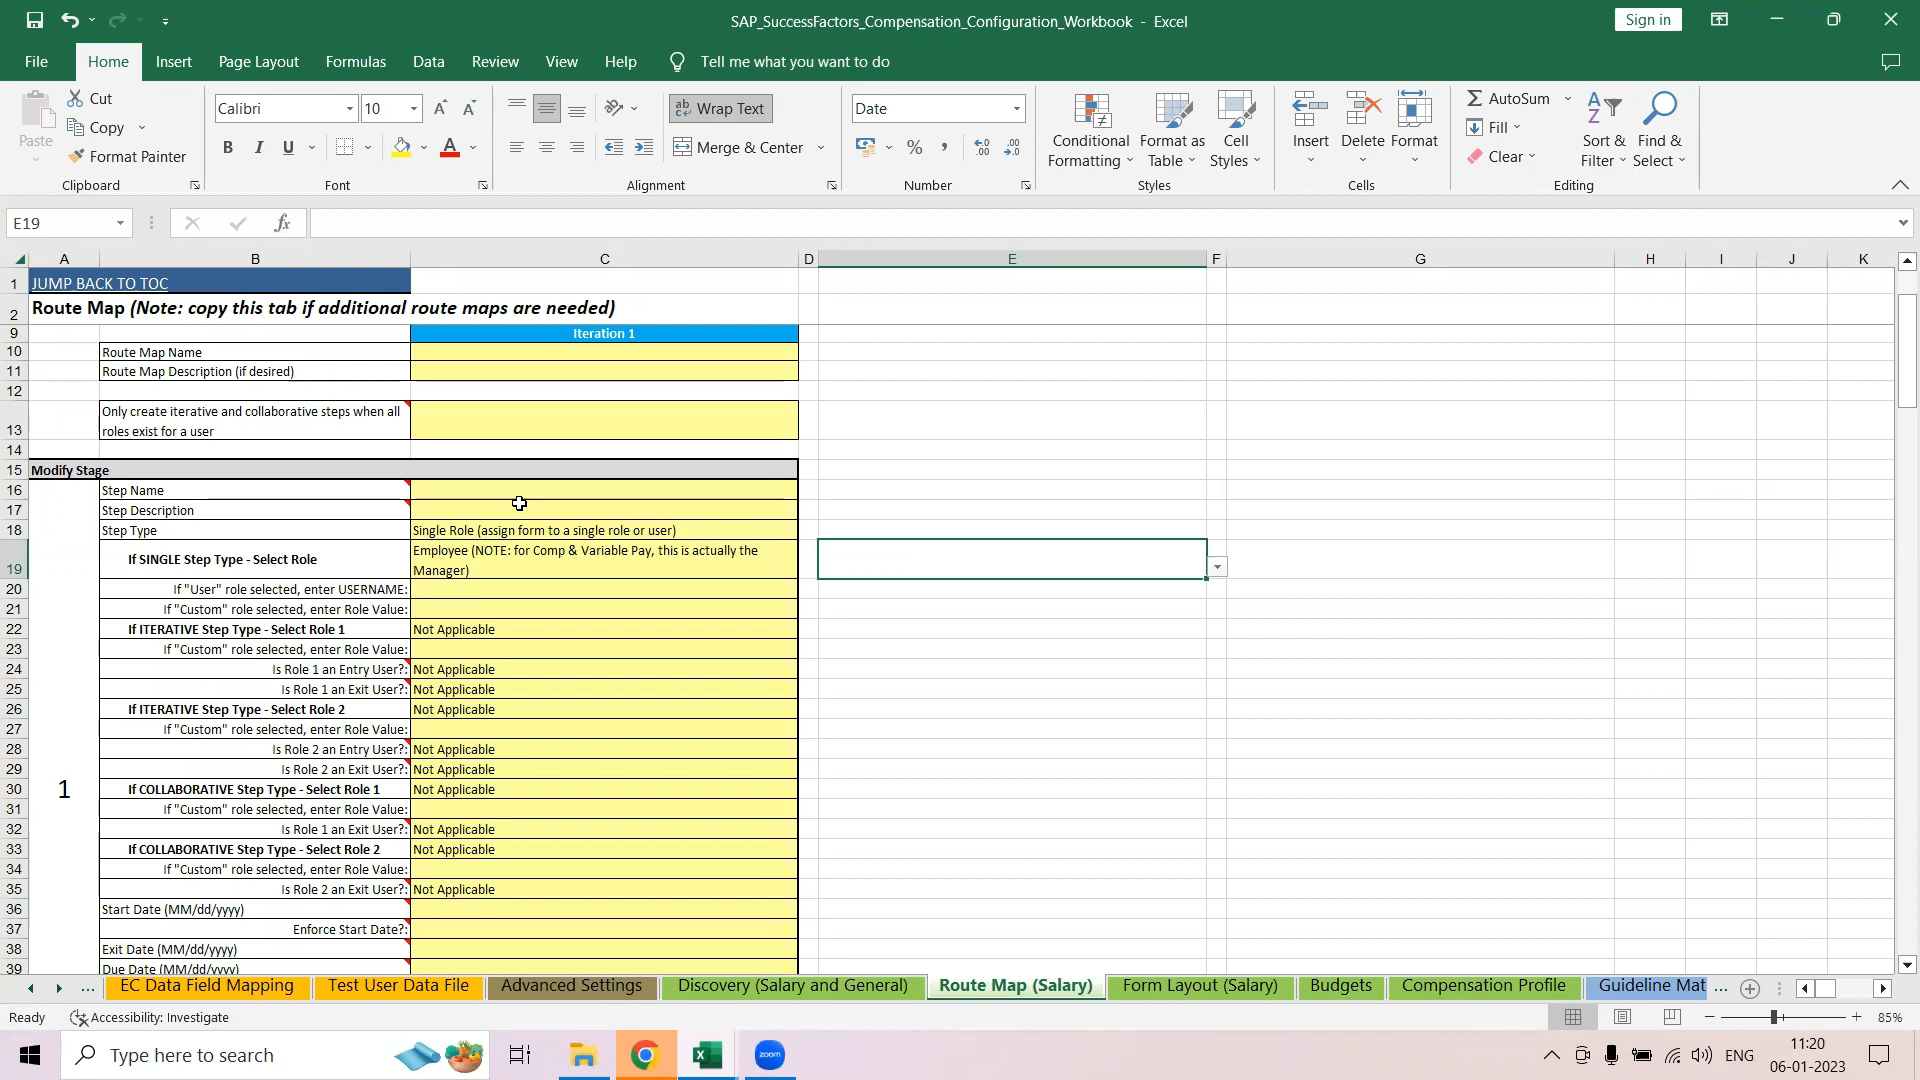 SAP_SuccessFactors_Compensation_Configuration_Workbook - Excel
Sign in
File Home Insert Page Layout Formulas Data Review View Help Tell me what you want to do
Paste
Cut
Copy
Format Painter
Clipboard
Calibri 10
B I U
Font
Wrap Text
Merge & Center
Alignment
Date
% ,
Number
Conditional Formatting
Format as Table
Cell Styles
Styles
Insert Delete Format
Cells
AutoSum
Fill
Clear
Sort & Filter
Find & Select
Editing
E19
fx
A B C D E F G H I J K
1 JUMP BACK TO TOC
2 Route Map (Note: copy this tab if additional route maps are needed)
9 Iteration 1
10 Route Map Name
11 Route Map Description (if desired)
12
13 Only create iterative and collaborative steps when all
roles exist for a user
14
15 Modify Stage
16 Step Name
17 Step Description
18 Step Type Single Role (assign form to a single role or user)
19 If SINGLE Step Type - Select Role Employee (NOTE: for Comp & Variable Pay, this is actually the
Manager)
20 If "User" role selected, enter USERNAME:
21 If "Custom" role selected, enter Role Value:
22 If ITERATIVE Step Type - Select Role 1 Not Applicable
23 If "Custom" role selected, enter Role Value:
24 Is Role 1 an Entry User?: Not Applicable
25 Is Role 1 an Exit User?: Not Applicable
26 If ITERATIVE Step Type - Select Role 2 Not Applicable
27 If "Custom" role selected, enter Role Value:
28 Is Role 2 an Entry User?: Not Applicable
29 Is Role 2 an Exit User?: Not Applicable
30 1 If COLLABORATIVE Step Type - Select Role 1 Not Applicable
31 If "Custom" role selected, enter Role Value:
32 Is Role 1 an Exit User?: Not Applicable
33 If COLLABORATIVE Step Type - Select Role 2 Not Applicable
34 If "Custom" role selected, enter Role Value:
35 Is Role 2 an Exit User?: Not Applicable
36 Start Date (MM/dd/yyyy)
37 Enforce Start Date?:
38 Exit Date (MM/dd/yyyy)
39 Due Date (MM/dd/yyyy)
... EC Data Field Mapping Test User Data File Advanced Settings Discovery (Salary and General) Route Map (Salary) Form Layout (Salary) Budgets Compensation Profile Guideline Mat ...
Ready Accessibility: Investigate 85%
Type here to search
zoom
ENG
11:20
06-01-2023